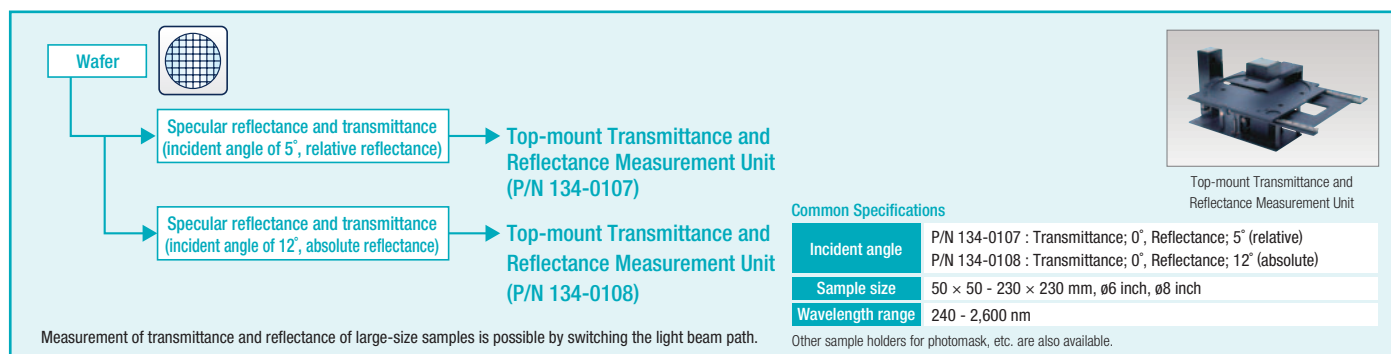 Wafer
Specular reflectance and transmittance
(incident angle of 5˚, relative reflectance)
Top-mount Transmittance and
Reflectance Measurement Unit
(P/N 134-0107)
Specular reflectance and transmittance
(incident angle of 12˚, absolute reflectance)
Top-mount Transmittance and
Reflectance Measurement Unit
(P/N 134-0108)
Measurement of transmittance and reflectance of large-size samples is possible by switching the light beam path.
Top-mount Transmittance and
Reflectance Measurement Unit
Common Specifications
Incident angle
P/N 134-0107 : Transmittance; 0˚, Reflectance; 5˚ (relative)
P/N 134-0108 : Transmittance; 0˚, Reflectance; 12˚ (absolute)
Sample size 50 × 50 - 230 × 230 mm, ø6 inch, ø8 inch
Wavelength range 240 - 2,600 nm
Other sample holders for photomask, etc. are also available.